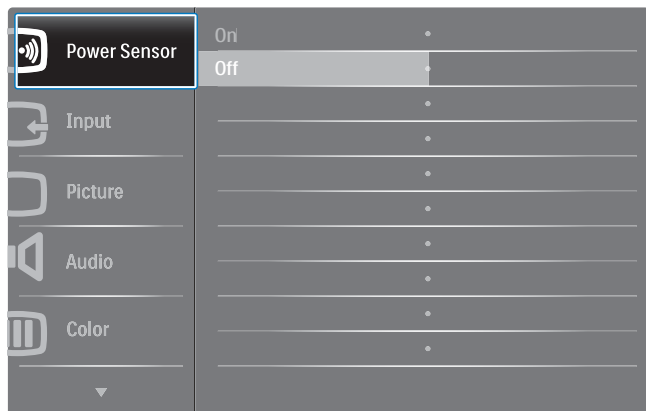 Power Sensor
On
Off
Input
Picture
Audio
Color